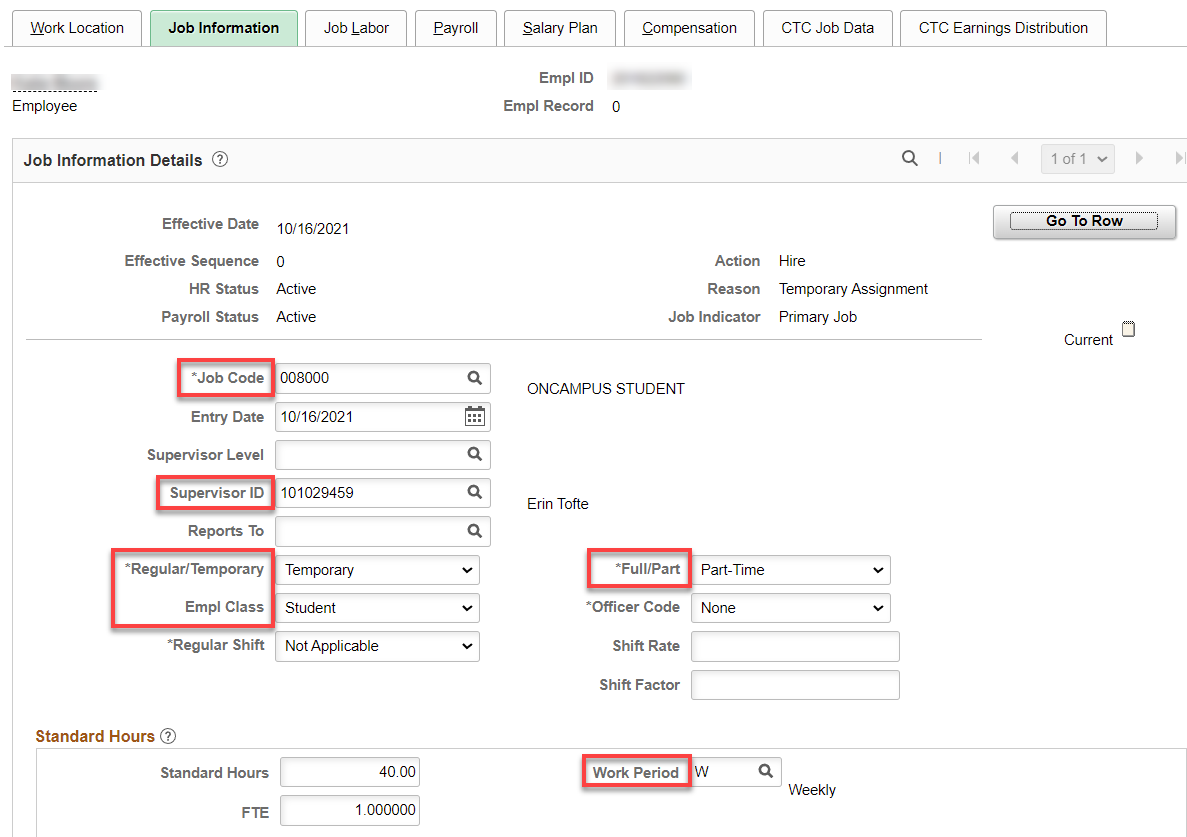 Work Location Job Information Job Labor Payroll Salary Plan Compensation CTC Job Data CTC Earnings Distribution
Empl ID
Employee Empl Record 0
Job Information Details ? 1 of 1
Effective Date 10/16/2021 Go To Row
Effective Sequence 0 Action Hire
HR Status Active Reason Temporary Assignment
Payroll Status Active Job Indicator Primary Job
Current
*Job Code 008000 ONCAMPUS STUDENT
Entry Date 10/16/2021
Supervisor Level
Supervisor ID 101029459 Erin Tofte
Reports To
*Regular/Temporary Temporary *Full/Part Part-Time
Empl Class Student *Officer Code None
*Regular Shift Not Applicable Shift Rate
Shift Factor
Standard Hours ?
Standard Hours 40.00 Work Period W Weekly
FTE 1.000000